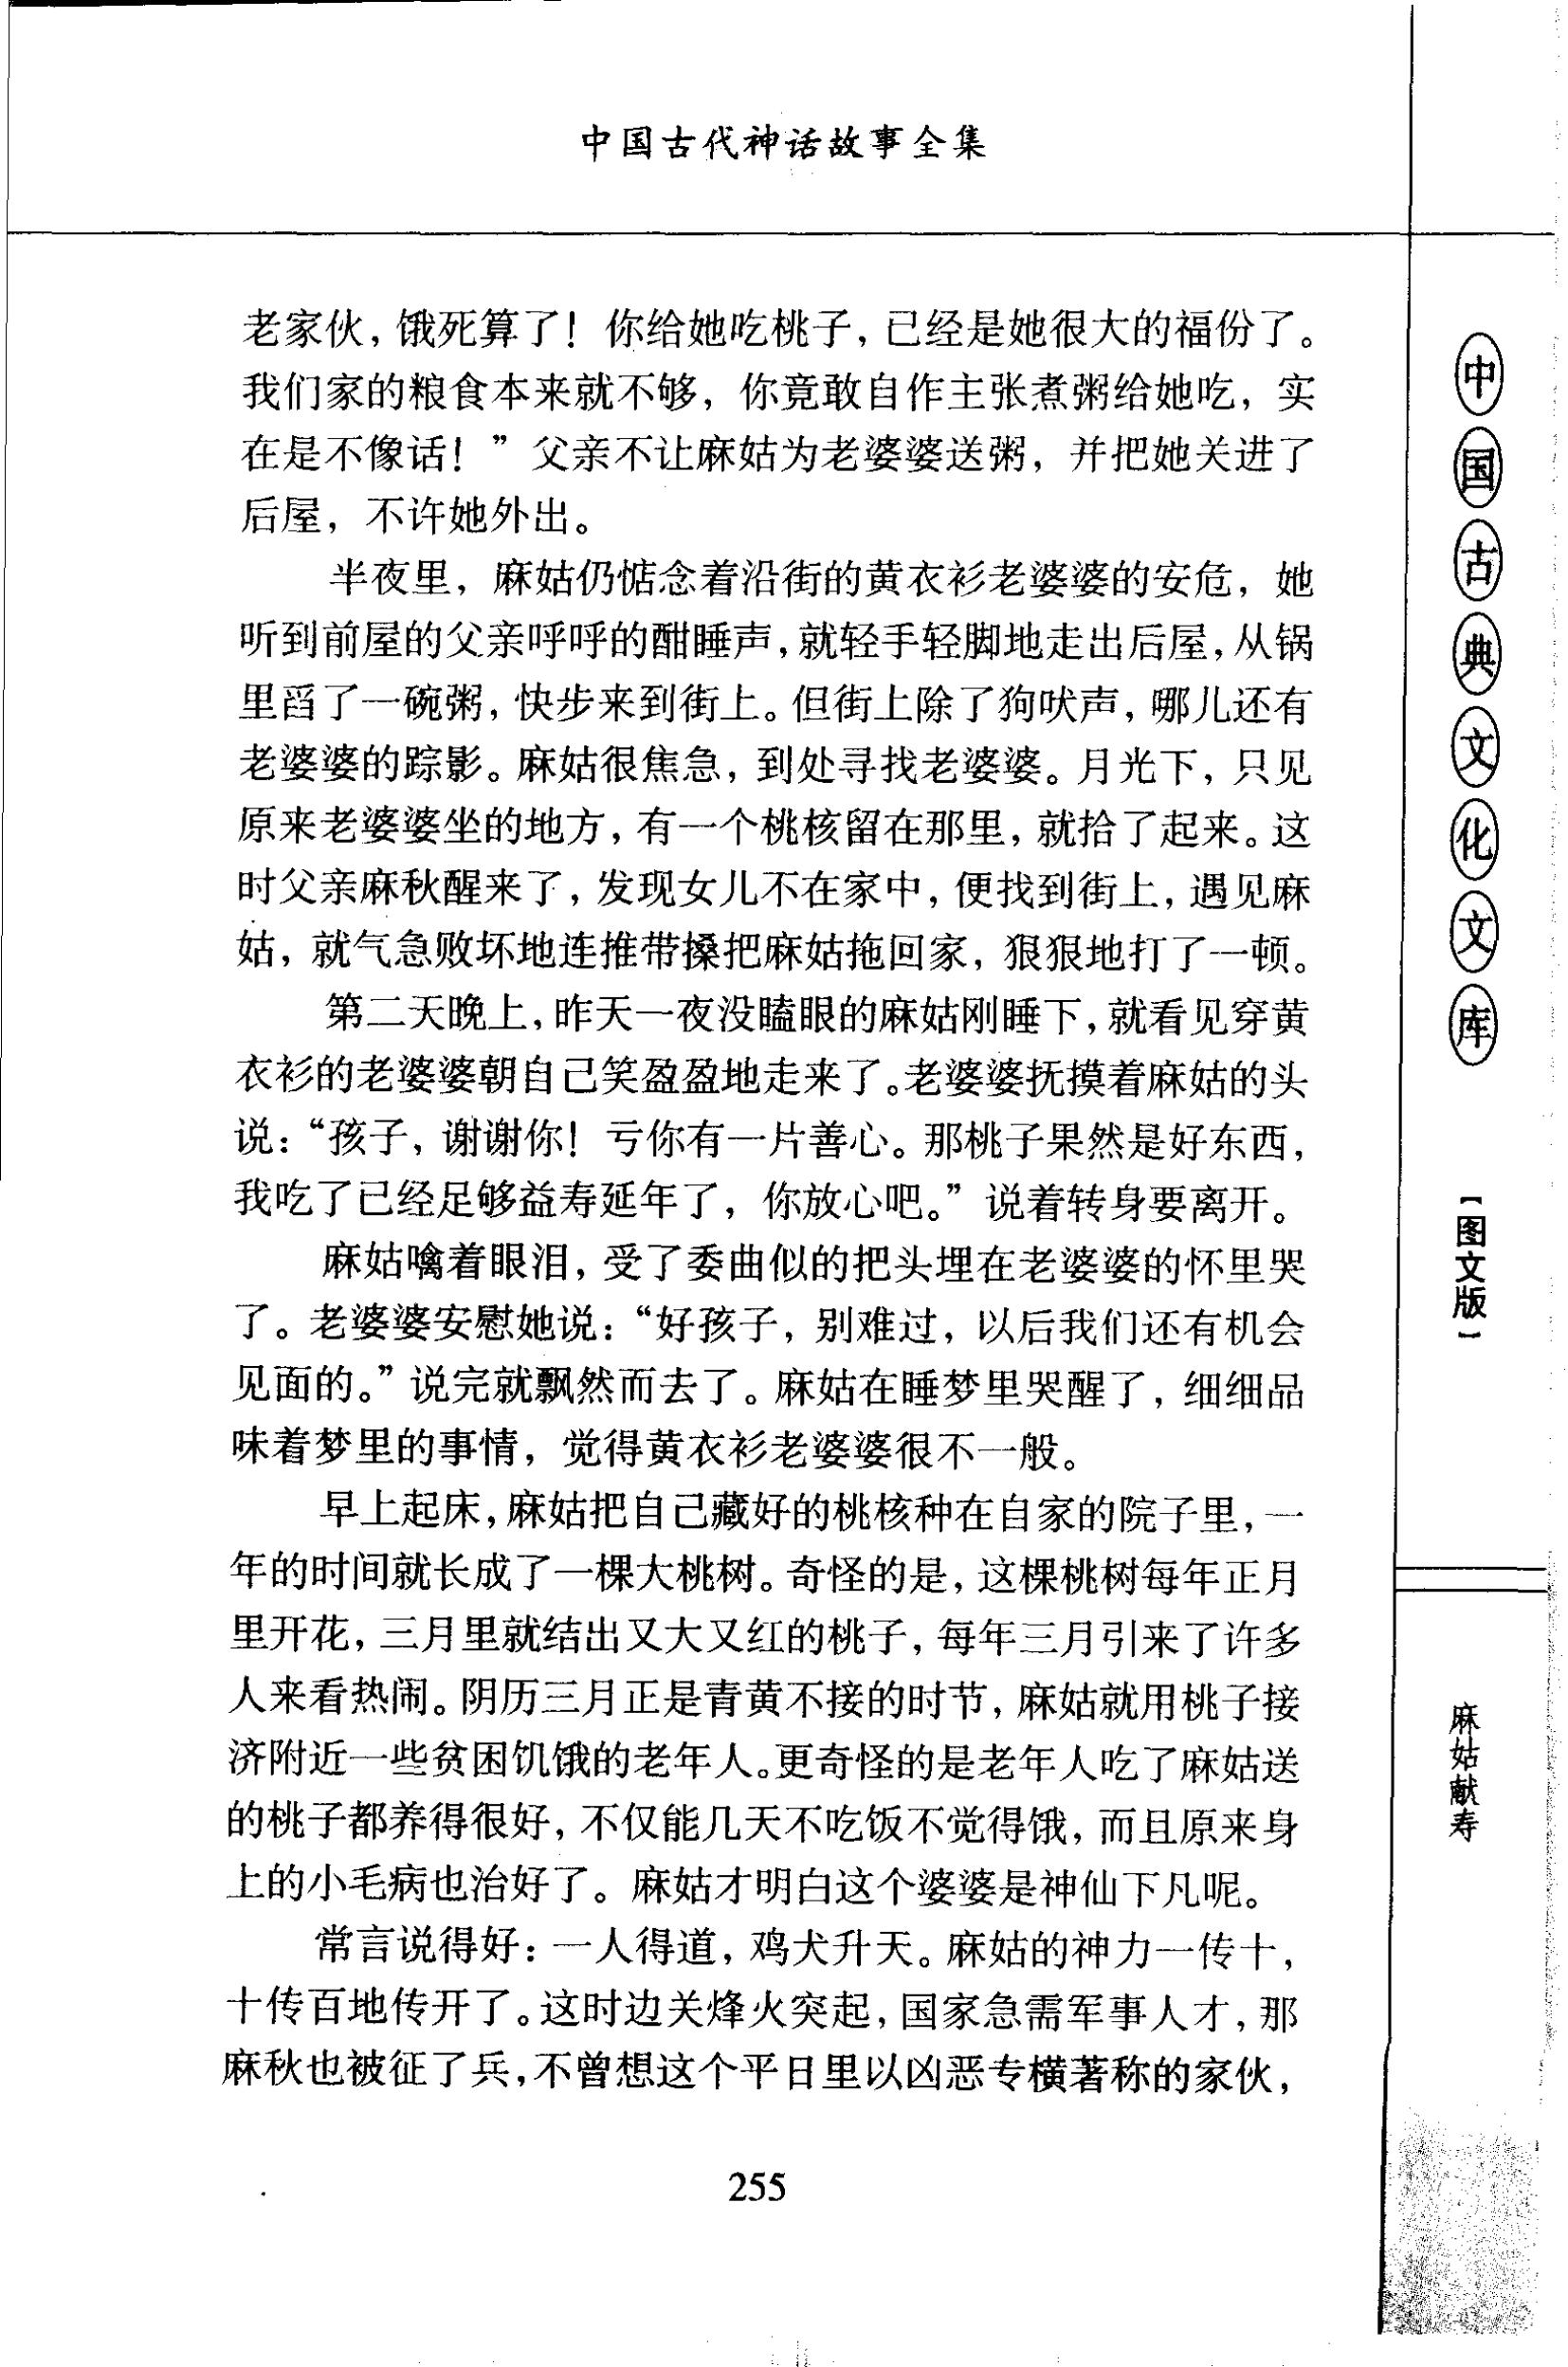 中国古代神话故事全集
老家伙，饿死算了！你给她吃桃子，已经是她很大的福份了。
我们家的粮食本来就不够，你竟敢自作主张煮粥给她吃，实
在是不像话！”父亲不让麻姑为老婆婆送粥，并把她关进了
后屋，不许她外出。
半夜里，麻姑仍惦念着沿街的黄衣衫老婆婆的安危，她
听到前屋的父亲呼呼的酣睡声，就轻手轻脚地走出后屋，从锅
里舀了一碗粥，快步来到街上。但街上除了狗吠声，哪儿还有
老婆婆的踪影。麻姑很焦急，到处寻找老婆婆。月光下，只见
原来老婆婆坐的地方，有一个桃核留在那里，就拾了起来。这
时父亲麻秋醒来了，发现女儿不在家中，便找到街上，遇见麻
姑，就气急败坏地连推带搡把麻姑拖回家，狠狠地打了一顿。
第二天晚上，昨天一夜没瞌眼的麻姑刚睡下，就看见穿黄
衣衫的老婆婆朝自己笑盈盈地走来了。老婆婆抚摸着麻姑的头
说：“孩子，谢谢你！亏你有一片善心。那桃子果然是好东西，
我吃了已经足够益寿延年了，你放心吧。”说着转身要离开。
麻姑噙着眼泪，受了委曲似的把头埋在老婆婆的怀里哭
了。老婆婆安慰她说：“好孩子，别难过，以后我们还有机会
见面的。”说完就飘然而去了。麻姑在睡梦里哭醒了，细细品
味着梦里的事情，觉得黄衣衫老婆婆很不一般。
早上起床，麻姑把自己藏好的桃核种在自家的院子里，一
年的时间就长成了一棵大桃树。奇怪的是，这棵桃树每年正月
里开花，三月里就结出又大又红的桃子，每年三月引来了许多
人来看热闹。阴历三月正是青黄不接的时节，麻姑就用桃子接
济附近一些贫困饥饿的老年人。更奇怪的是老年人吃了麻姑送
的桃子都养得很好，不仅能几天不吃饭不觉得饿，而且原来身
上的小毛病也治好了。麻姑才明白这个婆婆是神仙下凡呢。
常言说得好：一人得道，鸡犬升天。麻姑的神力一传十，
十传百地传开了。这时边关烽火突起，国家急需军事人才，那
麻秋也被征了兵，不曾想这个平日里以凶恶专横著称的家伙，
255
中国古典文化文库
【图文版】
麻姑献寿